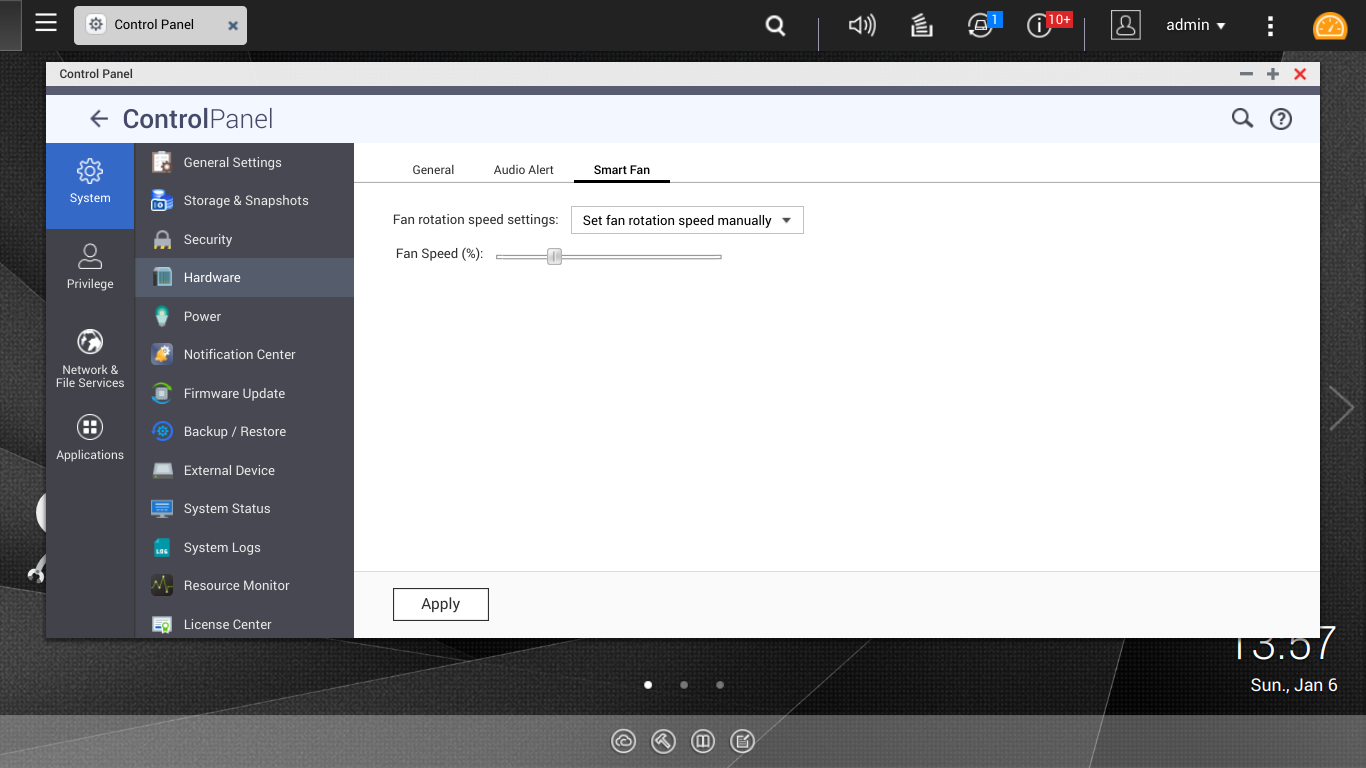 Control Panel
1
10+
admin
Control Panel
ControlPanel
System
Privilege
Network &
File Services
Applications
General Settings
Storage & Snapshots
Security
Hardware
Power
Notification Center
Firmware Update
Backup / Restore
External Device
System Status
LOG
System Logs
Resource Monitor
License Center
General
Audio Alert
Smart Fan
Fan rotation speed settings:
Set fan rotation speed manually
Fan Speed (%):
Apply
13:57
Sun., Jan 6